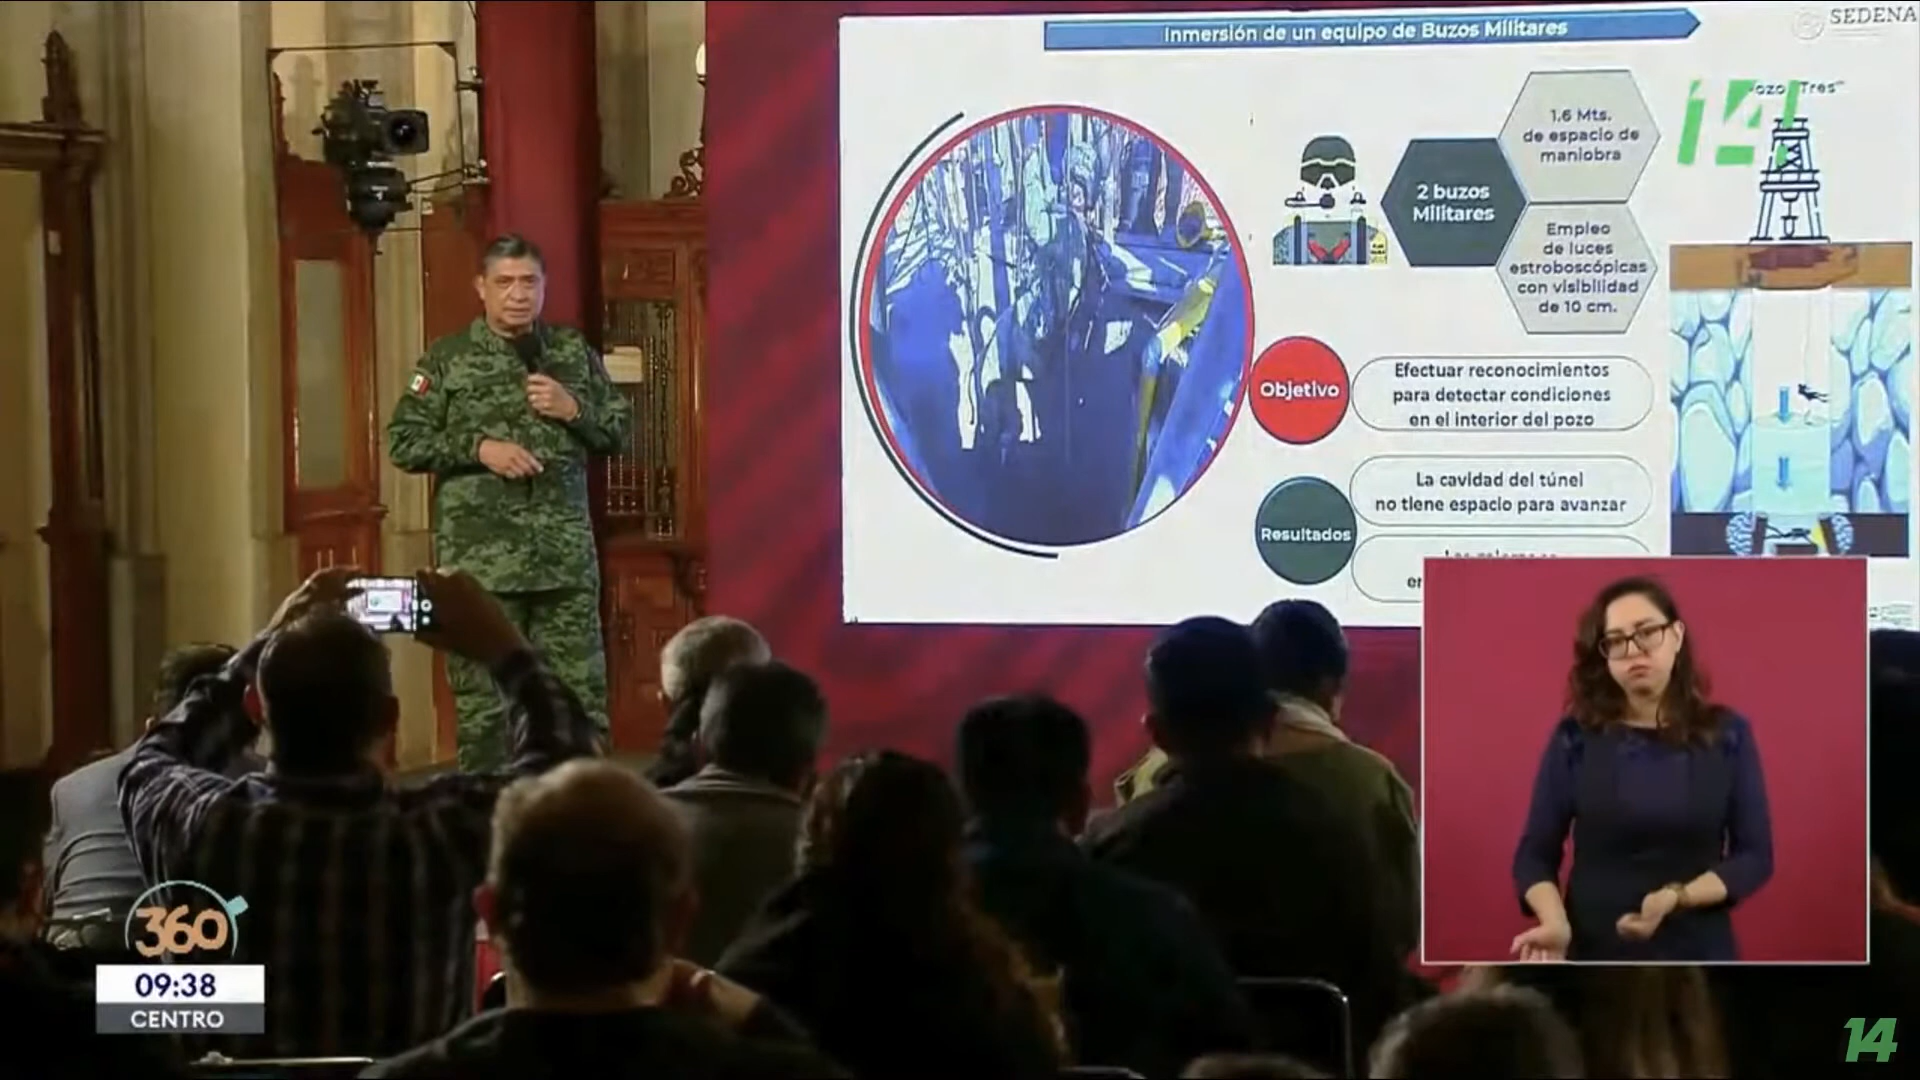 Inmersión de un equipo de Buzos Militares
SEDENA
1.6 Mts.
de espacio de
maniobra
14
Tres"
2 buzos
Militares
Empleo
de luces
estroboscópicas
con visibilidad
de 10 cm.
Objetivo
Efectuar reconocimientos
para detectar condiciones
en el interior del pozo
La cavidad del túnel
no tiene espacio para avanzar
Resultados
360
09:38
CENTRO
14